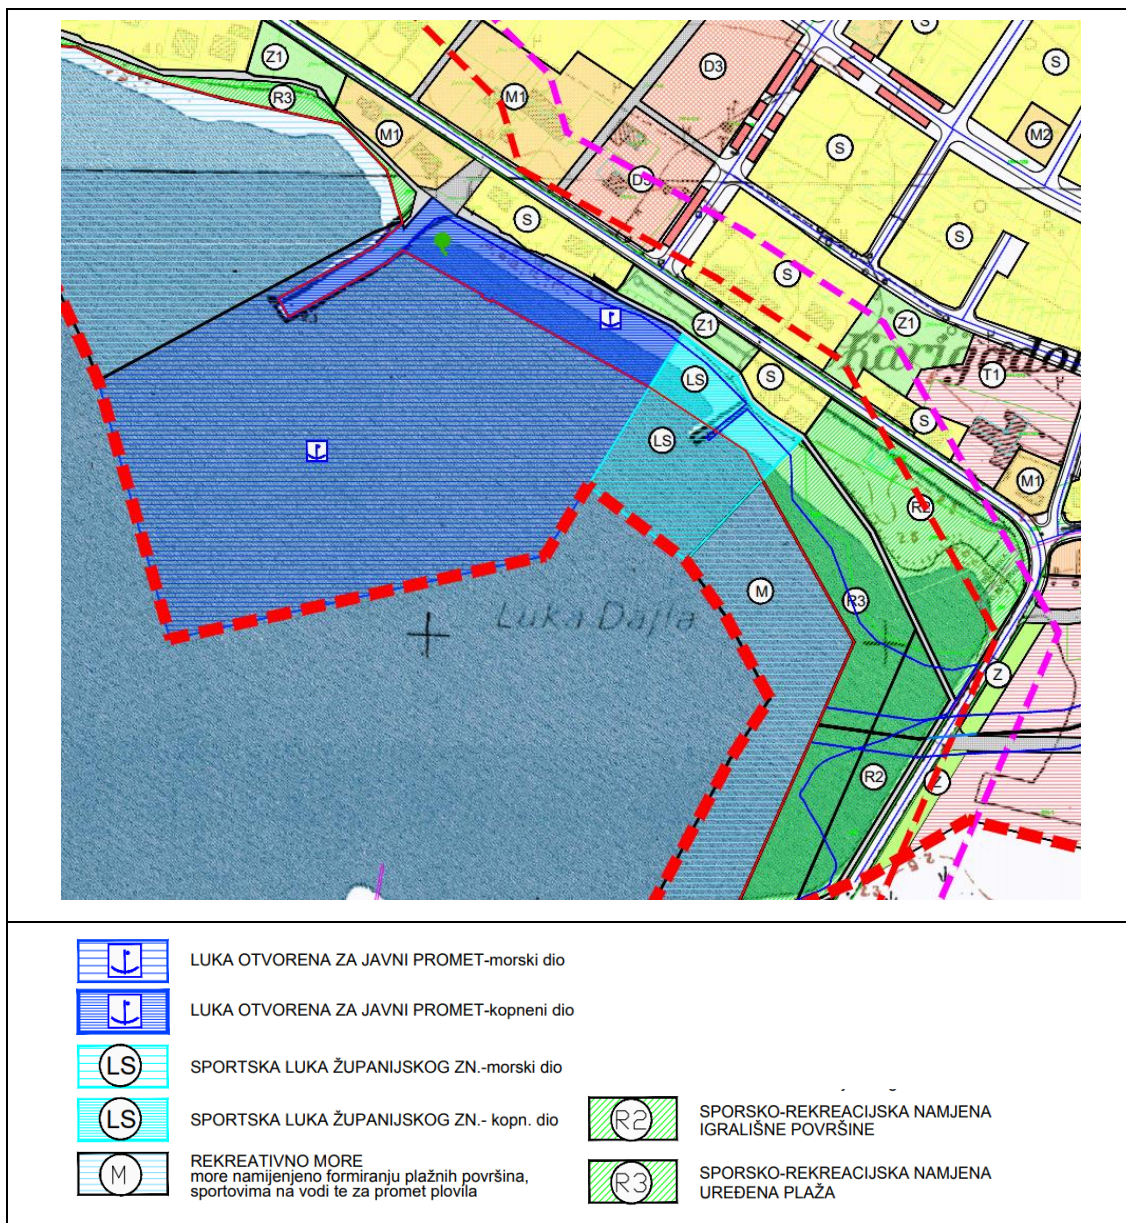 S
Z1
D3
S
M1
R3
M1
M2
S
D3
S
S
S
Z1
Z1
Karigador
T1
LS
S
S
LS
M1
R2
M
R3
Luka Dajla
Z
R2
Z
LUKA OTVORENA ZA JAVNI PROMET-morski dio
LUKA OTVORENA ZA JAVNI PROMET-kopneni dio
LS
SPORTSKA LUKA ŽUPANIJSKOG ZN.-morski dio
LS
SPORTSKA LUKA ŽUPANIJSKOG ZN.- kopn. dio
M
REKREATIVNO MORE
more namijenjeno formiranju plažnih površina,
sportovima na vodi te za promet plovila
R2
SPORSKO-REKREACIJSKA NAMJENA
IGRALIŠNE POVRŠINE
R3
SPORSKO-REKREACIJSKA NAMJENA
UREĐENA PLAŽA